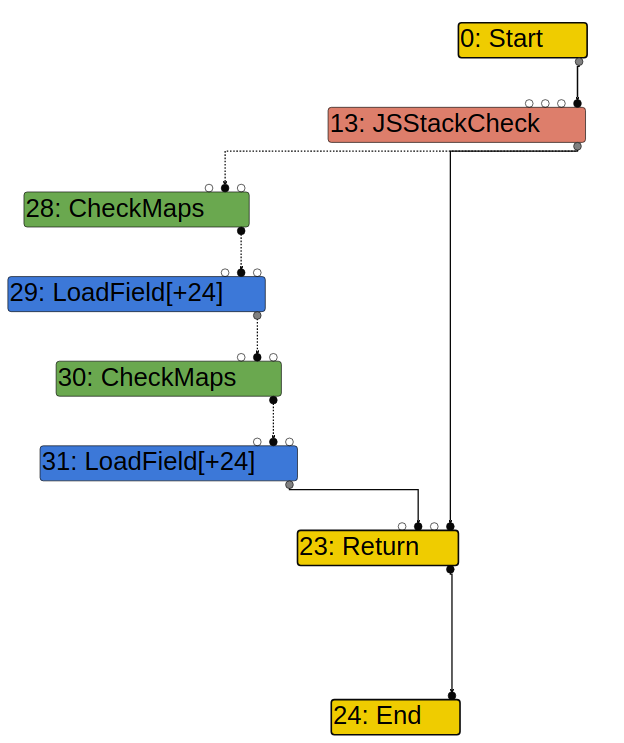 0: Start
13: JSStackCheck
28: CheckMaps
29: LoadField[+24]
30: CheckMaps
31: LoadField[+24]
23: Return
24: End